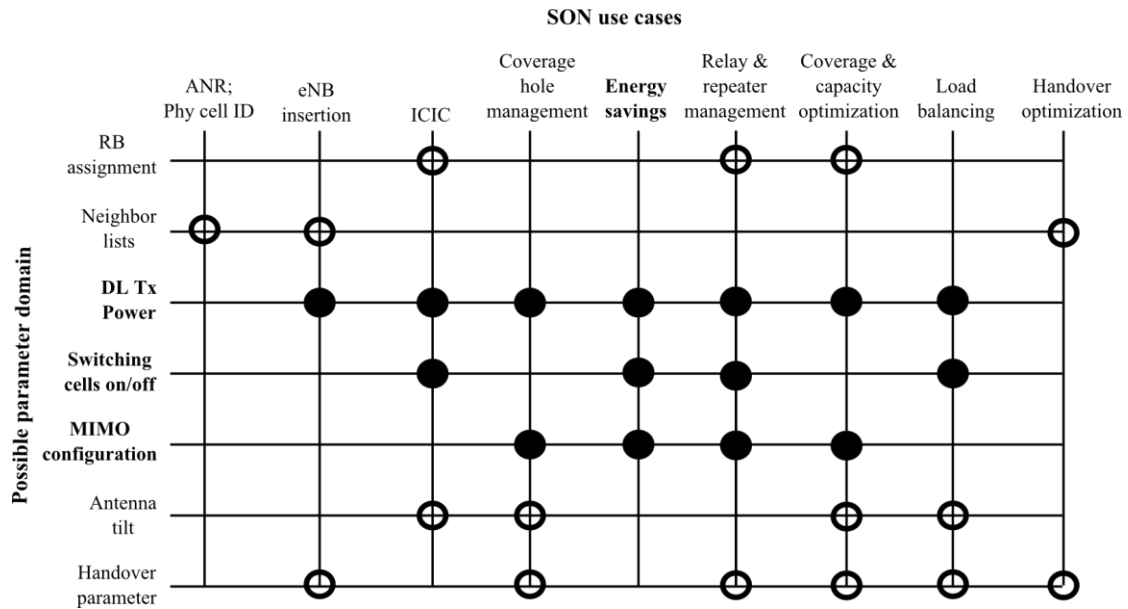 SON use cases
ANR;
Phy cell ID
eNB
insertion
ICIC
Coverage
hole
management
Energy
savings
Relay &
repeater
management
Coverage &
capacity
optimization
Load
balancing
Handover
optimization
Possible parameter domain
RB
assignment
Neighbor
lists
DL Tx
Power
Switching
cells on/off
MIMO
configuration
Antenna
tilt
Handover
parameter